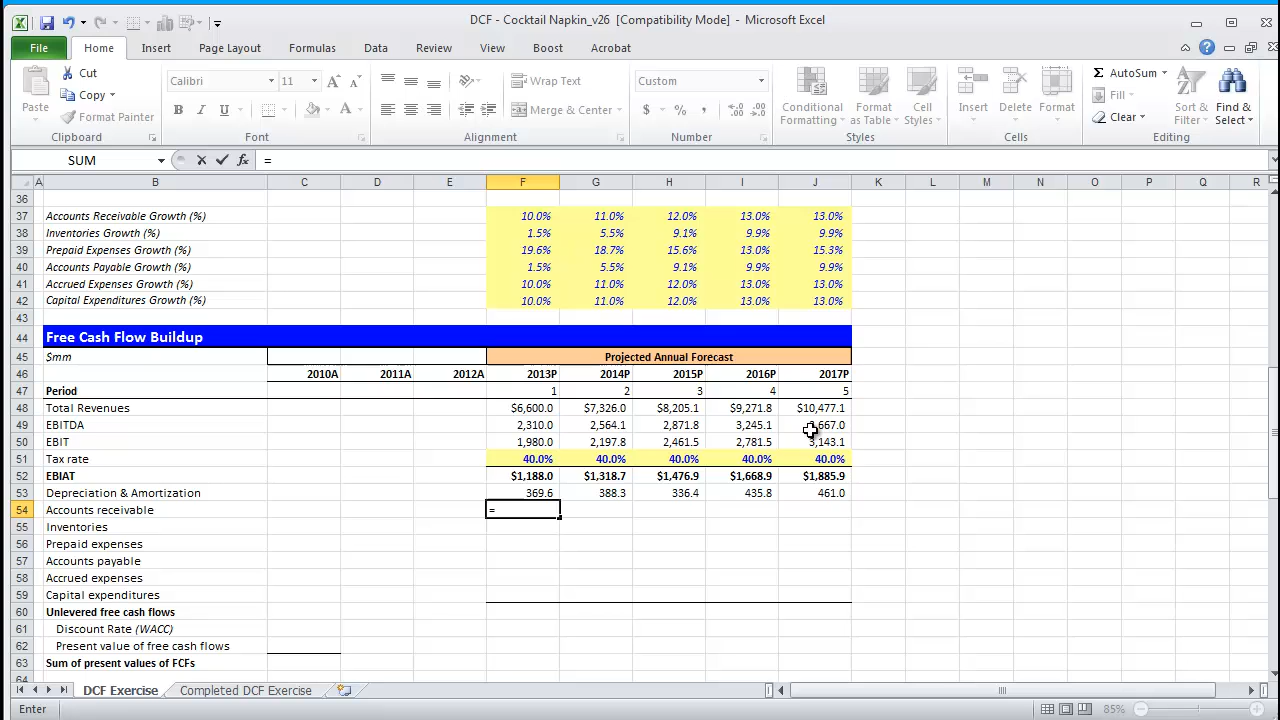 DCF - Cocktail Napkin_v26 [Compatibility Mode] - Microsoft Excel
File Home Insert Page Layout Formulas Data Review View Boost Acrobat
Paste Cut Copy Format Painter Clipboard
Calibri 11 B I U Font
Wrap Text Merge & Center Alignment
Custom $ % , Number
Conditional Formatting Format as Table Cell Styles Styles
Insert Delete Format Cells
AutoSum Fill Clear Sort & Filter Find & Select Editing
SUM fx =
A B C D E F G H I J K L M N O P Q R
36
37 Accounts Receivable Growth (%) 10.0% 11.0% 12.0% 13.0% 13.0%
38 Inventories Growth (%) 1.5% 5.5% 9.1% 9.9% 9.9%
39 Prepaid Expenses Growth (%) 19.6% 18.7% 15.6% 13.0% 15.3%
40 Accounts Payable Growth (%) 1.5% 5.5% 9.1% 9.9% 9.9%
41 Accrued Expenses Growth (%) 10.0% 11.0% 12.0% 13.0% 13.0%
42 Capital Expenditures Growth (%) 10.0% 11.0% 12.0% 13.0% 13.0%
43
44 Free Cash Flow Buildup
45 $mm Projected Annual Forecast
46 2010A 2011A 2012A 2013P 2014P 2015P 2016P 2017P
47 Period 1 2 3 4 5
48 Total Revenues $6,600.0 $7,326.0 $8,205.1 $9,271.8 $10,477.1
49 EBITDA 2,310.0 2,564.1 2,871.8 3,245.1 667.0
50 EBIT 1,980.0 2,197.8 2,461.5 2,781.5 3,143.1
51 Tax rate 40.0% 40.0% 40.0% 40.0% 40.0%
52 EBIAT $1,188.0 $1,318.7 $1,476.9 $1,668.9 $1,885.9
53 Depreciation & Amortization 369.6 388.3 336.4 435.8 461.0
54 Accounts receivable =
55 Inventories
56 Prepaid expenses
57 Accounts payable
58 Accrued expenses
59 Capital expenditures
60 Unlevered free cash flows
61 Discount Rate (WACC)
62 Present value of free cash flows
63 Sum of present values of FCFs
64
DCF Exercise Completed DCF Exercise
Enter 85%